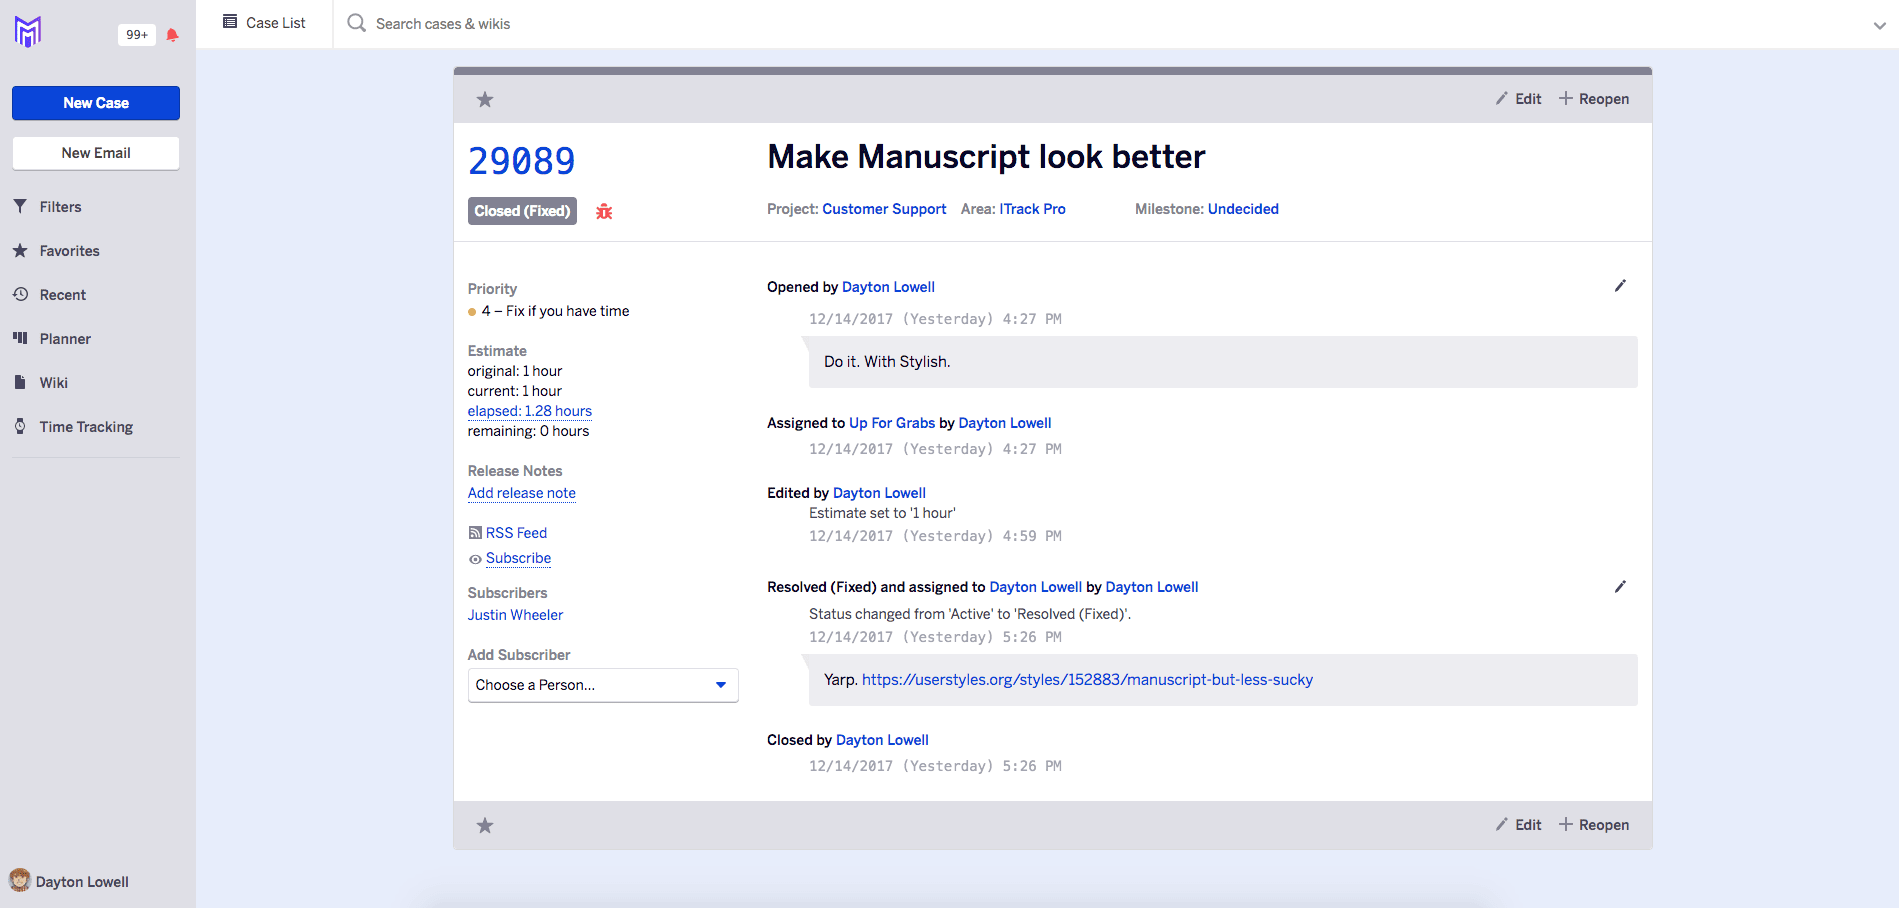 99+
Case List
Search cases & wikis
New Case
New Email
Filters
Favorites
Recent
Planner
Wiki
Time Tracking
Dayton Lowell
Edit
Reopen
29089
Make Manuscript look better
Closed (Fixed)
Project: Customer Support Area: ITrack Pro Milestone: Undecided
Priority
4 – Fix if you have time
Estimate
original: 1 hour
current: 1 hour
elapsed: 1.28 hours
remaining: 0 hours
Release Notes
Add release note
RSS Feed
Subscribe
Subscribers
Justin Wheeler
Add Subscriber
Choose a Person...
Opened by Dayton Lowell
12/14/2017 (Yesterday) 4:27 PM
Do it. With Stylish.
Assigned to Up For Grabs by Dayton Lowell
12/14/2017 (Yesterday) 4:27 PM
Edited by Dayton Lowell
Estimate set to '1 hour'
12/14/2017 (Yesterday) 4:59 PM
Resolved (Fixed) and assigned to Dayton Lowell by Dayton Lowell
Status changed from 'Active' to 'Resolved (Fixed)'.
12/14/2017 (Yesterday) 5:26 PM
Yarp. https://userstyles.org/styles/152883/manuscript-but-less-sucky
Closed by Dayton Lowell
12/14/2017 (Yesterday) 5:26 PM
Edit
Reopen